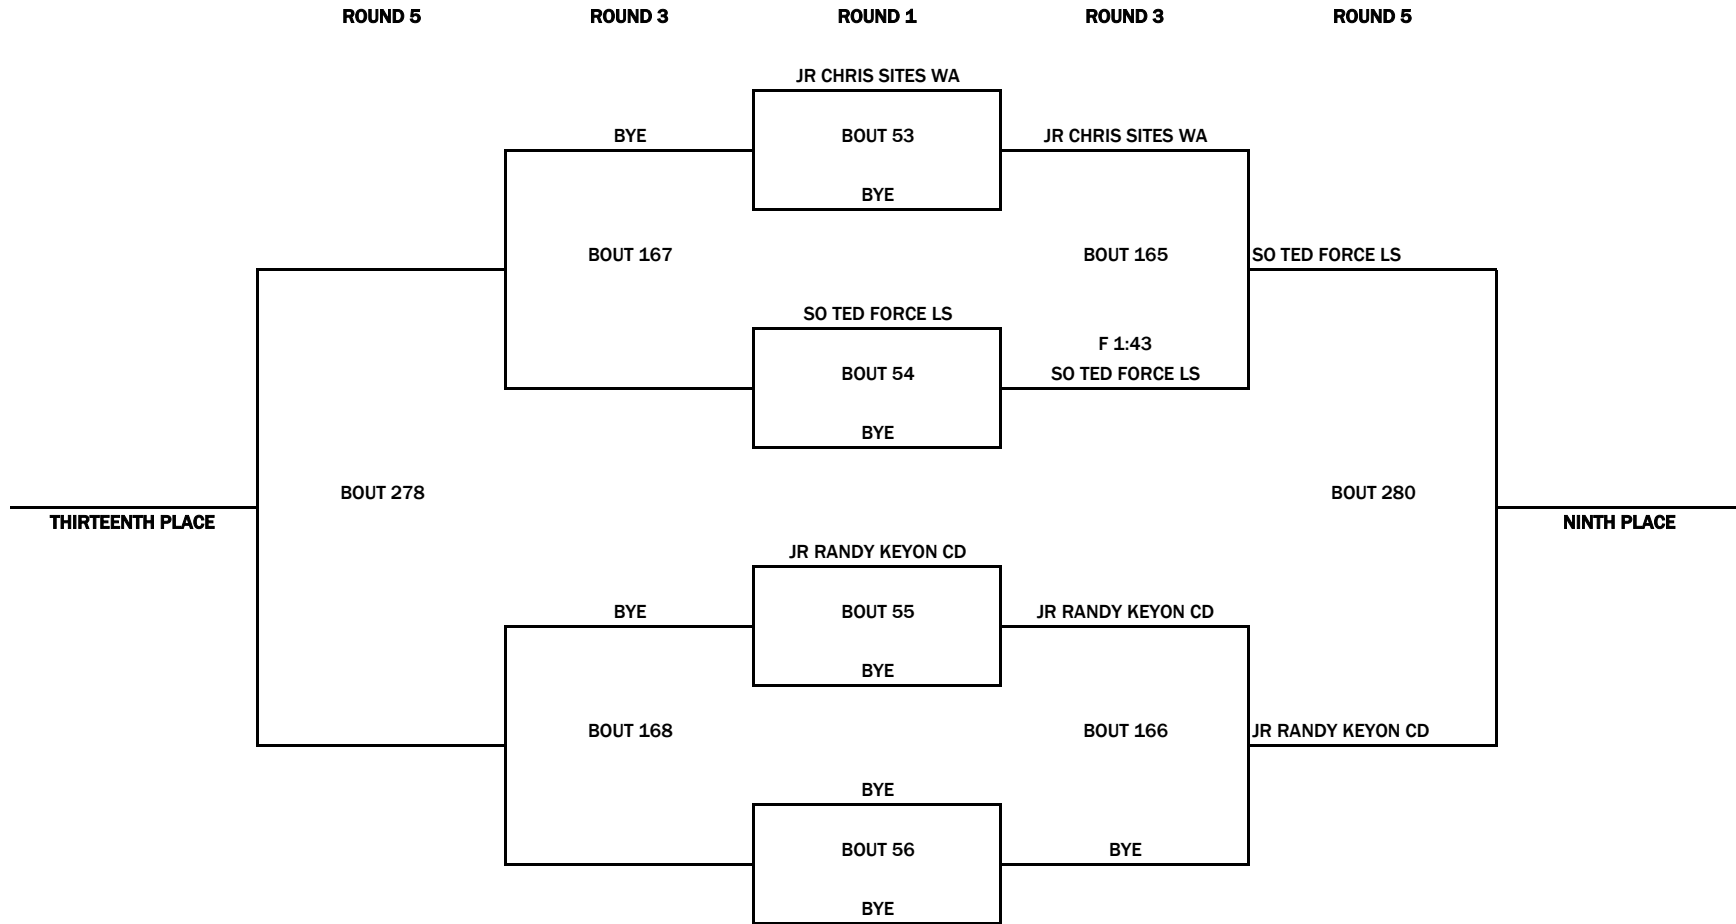 ROUND 5 ROUND 3 ROUND 1 ROUND 3 ROUND 5
JR CHRIS SITES WA
BYE BOUT 53 JR CHRIS SITES WA
BYE
BOUT 167 BOUT 165 SO TED FORCE LS
SO TED FORCE LS
F 1:43
BOUT 54 SO TED FORCE LS
BYE
BOUT 278 BOUT 280
THIRTEENTH PLACE NINTH PLACE
JR RANDY KEYON CD
BYE BOUT 55 JR RANDY KEYON CD
BYE
BOUT 168 BOUT 166 JR RANDY KEYON CD
BYE
BOUT 56 BYE
BYE